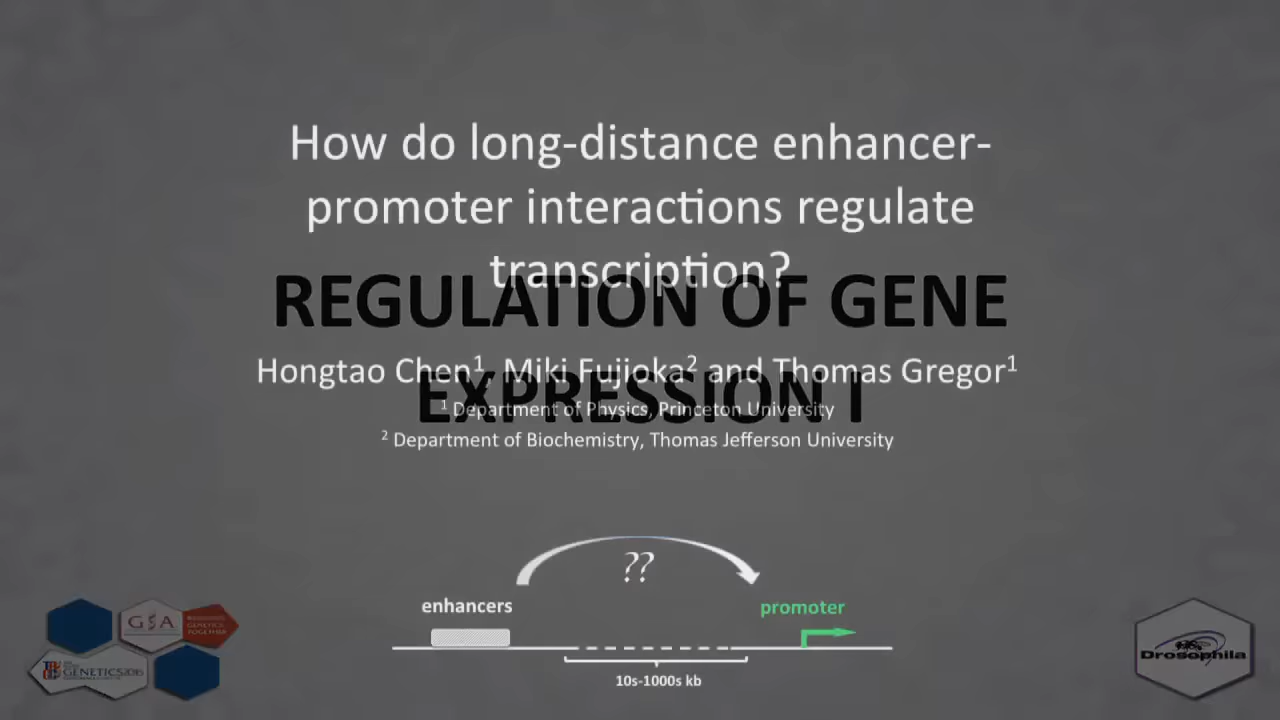 How do long-distance enhancer-
promoter interactions regulate
transcription?
REGULATION OF GENE
EXPRESSION I
Hongtao Chen¹, Miki Fujioka² and Thomas Gregor¹
¹ Department of Physics, Princeton University
² Department of Biochemistry, Thomas Jefferson University
??
enhancers
promoter
10s-1000s kb
GSA
GENETICS
TOGETHER
GENETICS2016
Drosophila